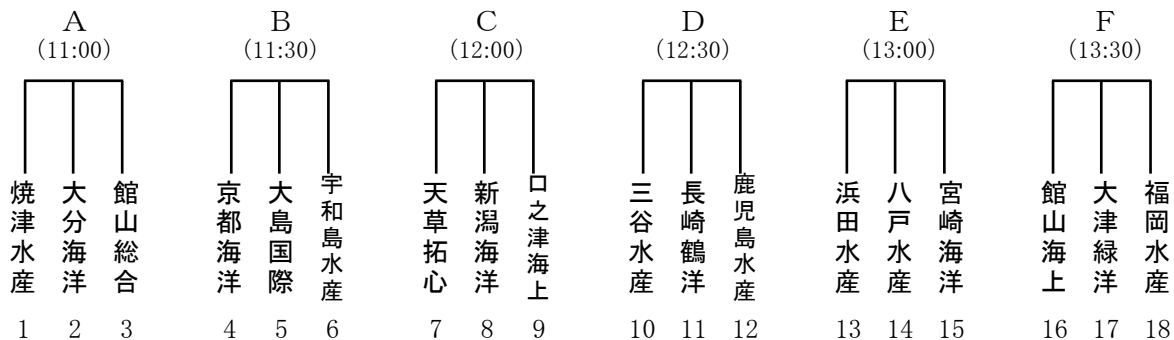 A B C D E F
(11:00) (11:30) (12:00) (12:30) (13:00) (13:30)
焼津水産
大分海洋
館山総合
京都海洋
大島国際
宇和島水産
天草拓心
新潟海洋
口之津海上
三谷水産
長崎鶴洋
鹿児島水産
浜田水産
八戸水産
宮崎海洋
館山海上
大津緑洋
福岡水産
1 2 3 4 5 6 7 8 9 10 11 12 13 14 15 16 17 18